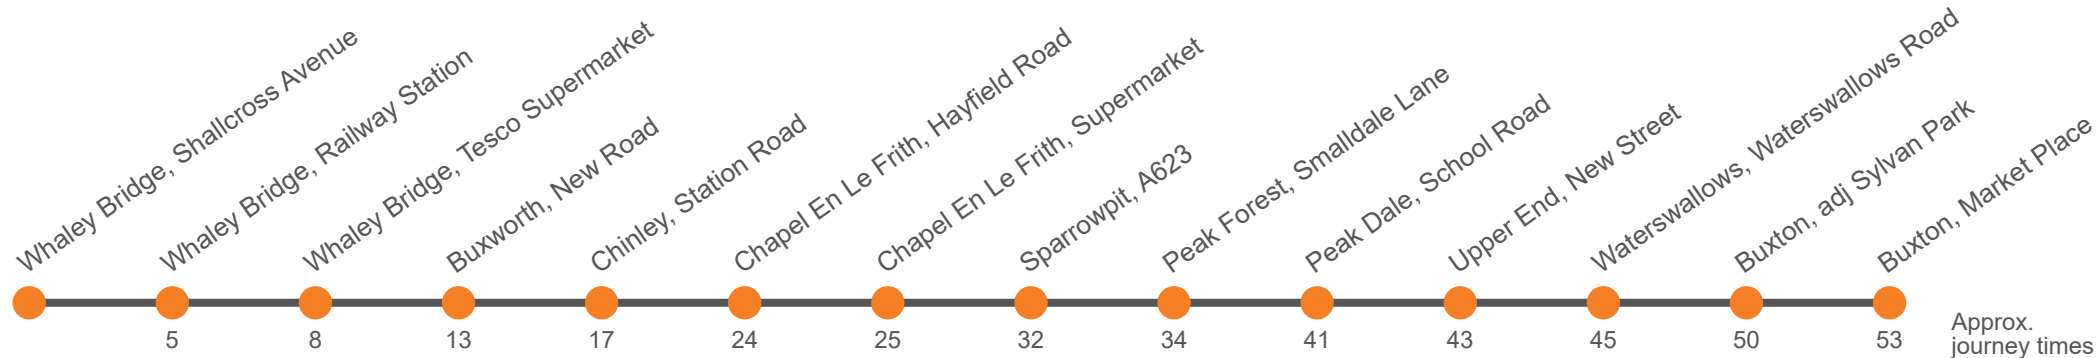 Whaley Bridge, Shallcross Avenue
Whaley Bridge, Railway Station
Whaley Bridge, Tesco Supermarket
Buxworth, New Road
Chinley, Station Road
Chapel En Le Frith, Hayfield Road
Chapel En Le Frith, Supermarket
Sparrowpit, A623
Peak Forest, Smalldale Lane
Peak Dale, School Road
Upper End, New Street
Waterswallows, Waterswallows Road
Buxton, adj Sylvan Park
Buxton, Market Place
5 8 13 17 24 25 32 34 41 43 45 50 53
Approx.
journey times